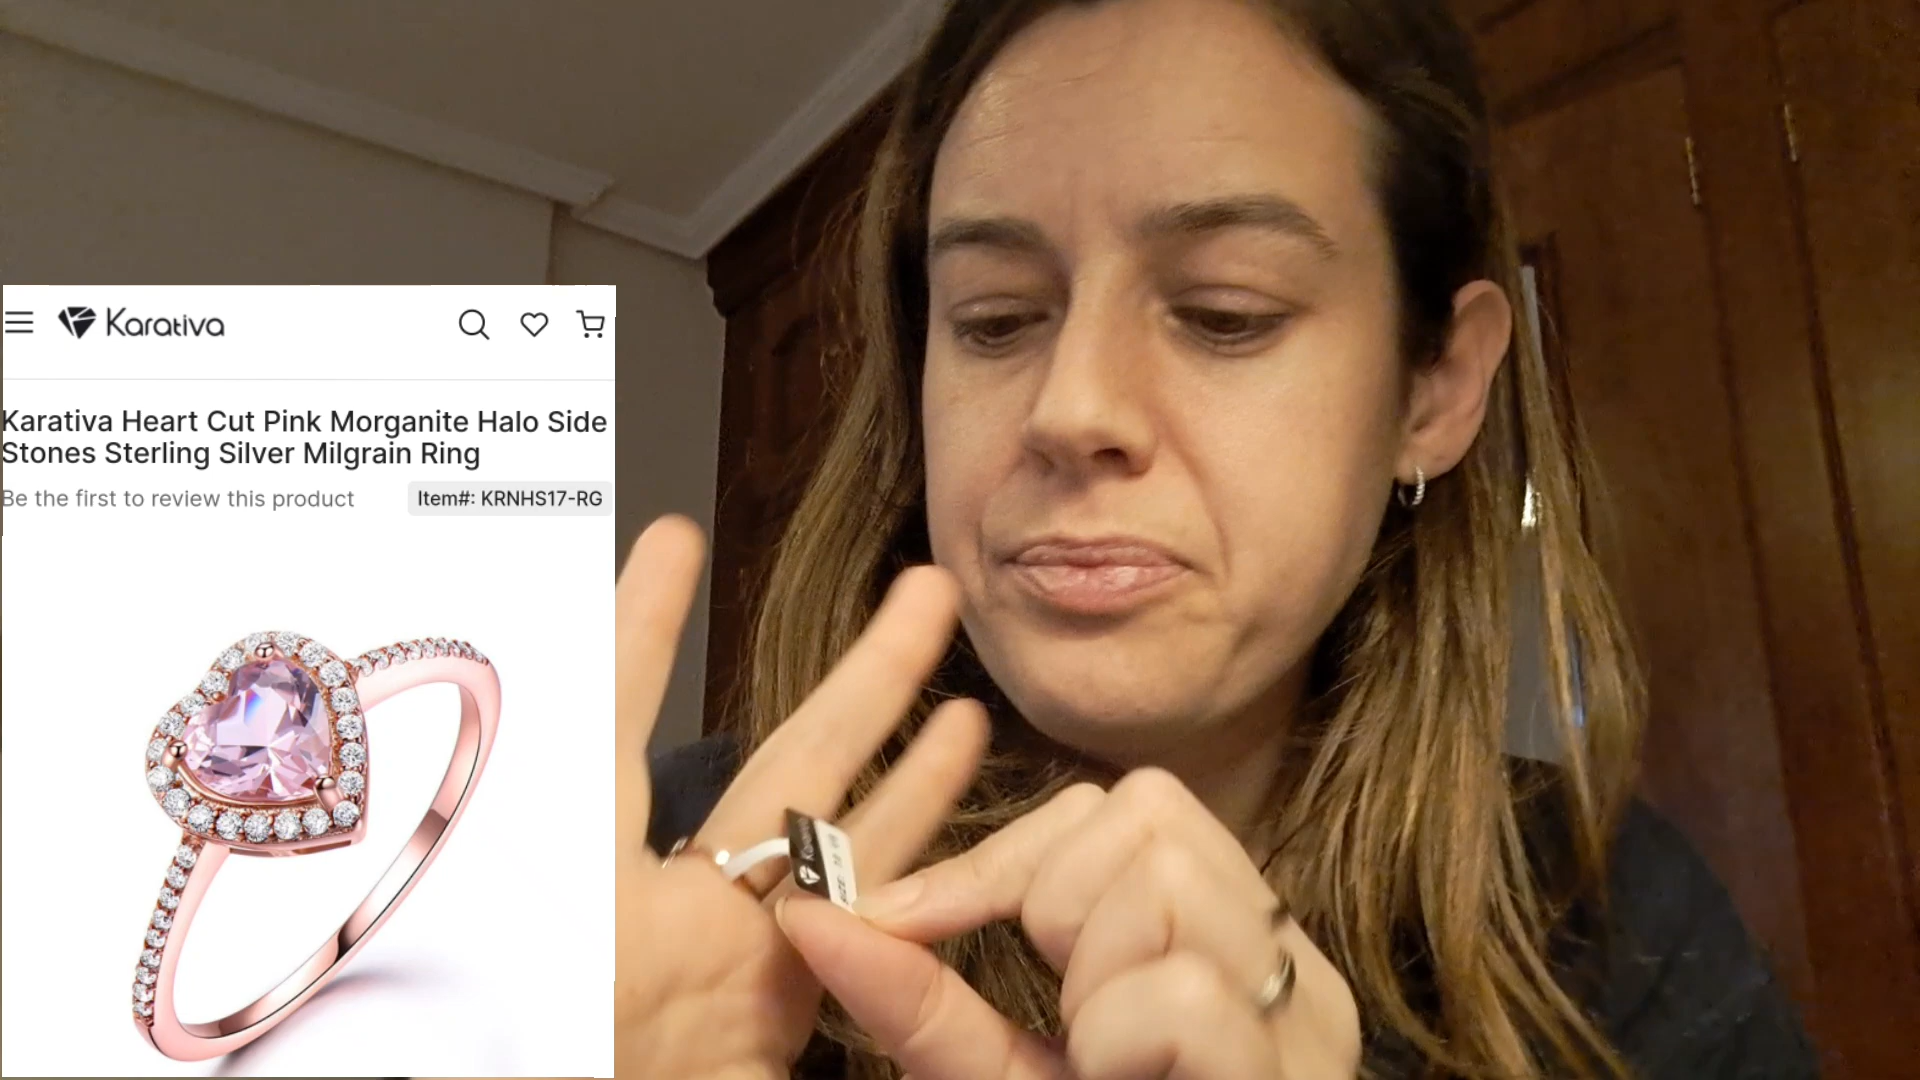 Karativa
Karativa Heart Cut Pink Morganite Halo Side
Stones Sterling Silver Milgrain Ring
Be the first to review this product
Item#: KRNHS17-RG
SIZE: